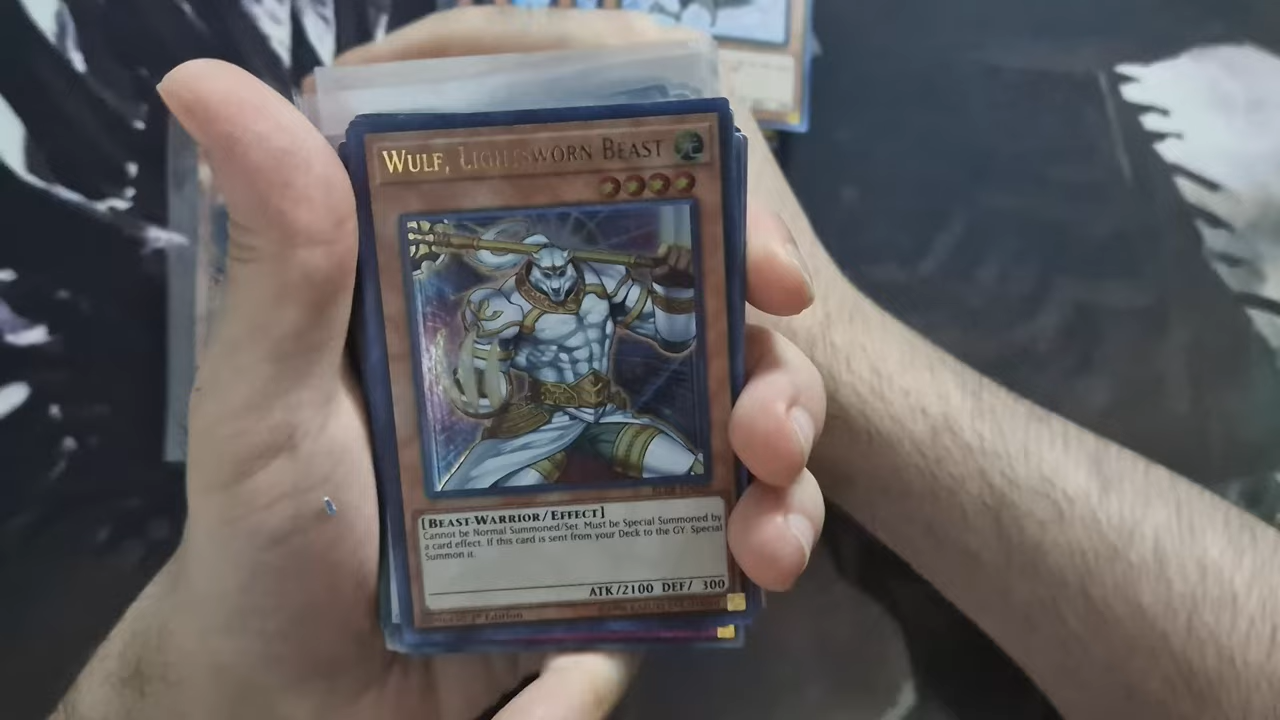 WULF, LIGHTSWORN BEAST
[BEAST-WARRIOR/EFFECT]
Cannot be Normal Summoned/Set. Must be Special Summoned by
a card effect. If this card is sent from your Deck to the GY: Special
Summon it.
ATK/2100 DEF/ 300
1st Edition